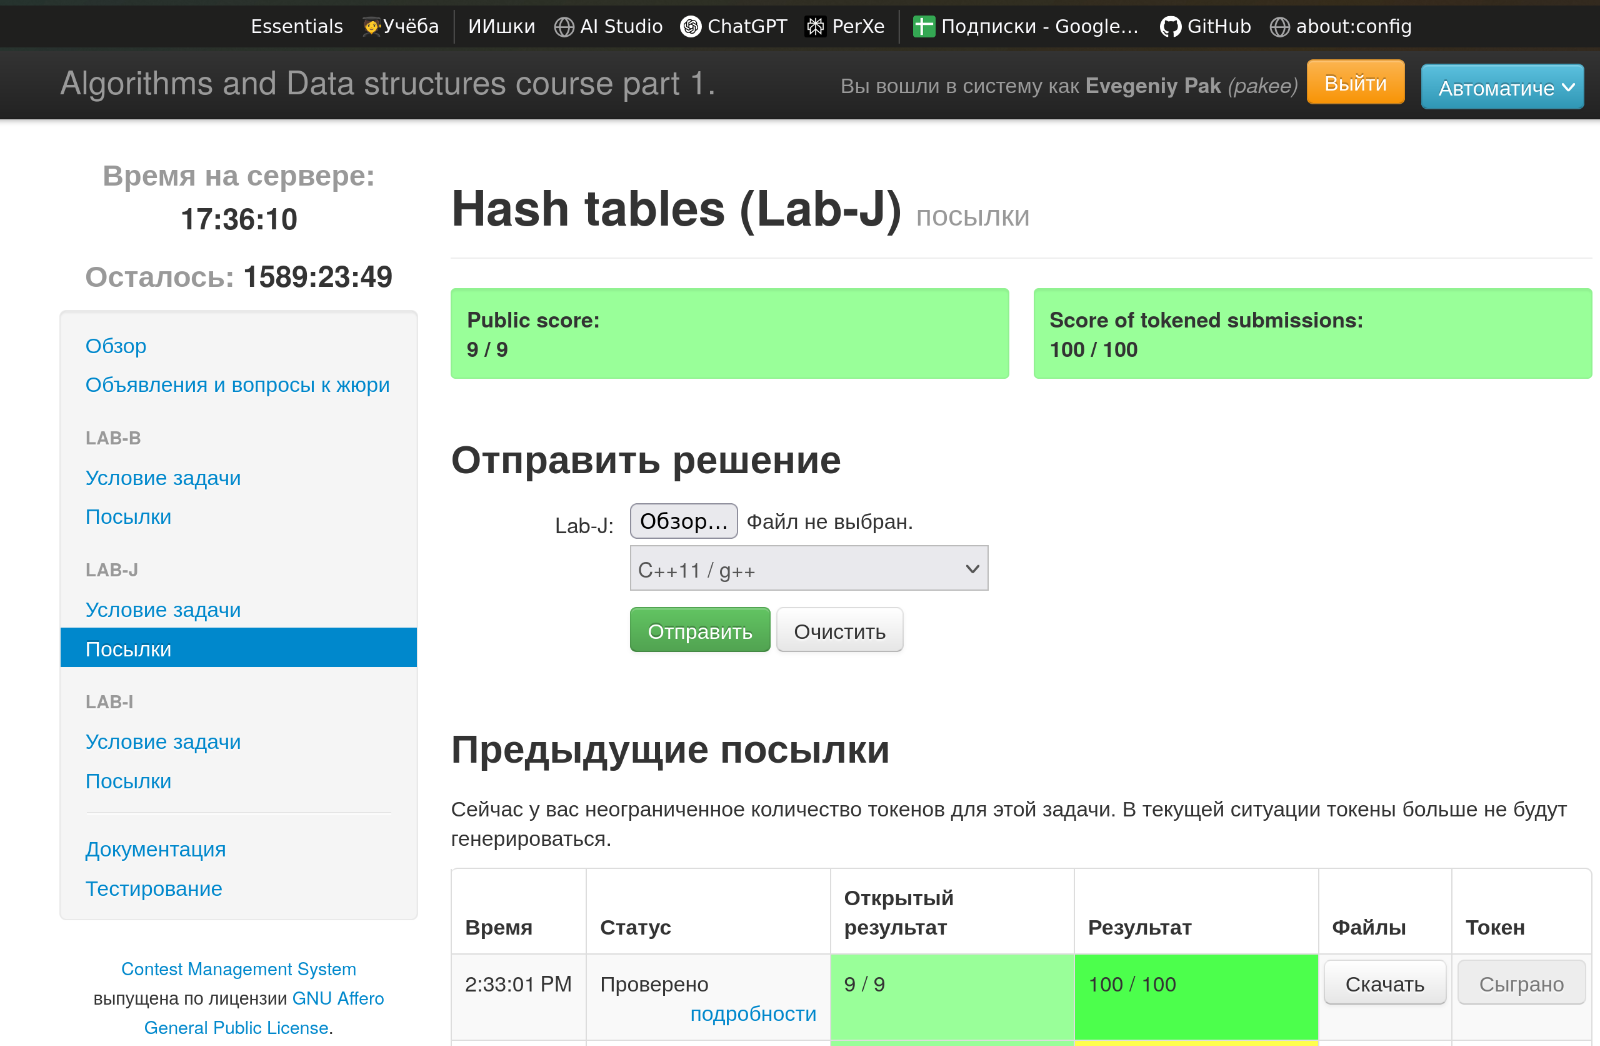 Essentials Учёба ИИшки AI Studio ChatGPT PerXe Подписки - Google... GitHub about:config
Algorithms and Data structures course part 1. Вы вошли в систему как Evegeniy Pak (pakee) Выйти Автоматиче
Время на сервере:
17:36:10
Осталось: 1589:23:49
Обзор
Объявления и вопросы к жюри
LAB-B
Условие задачи
Посылки
LAB-J
Условие задачи
Посылки
LAB-I
Условие задачи
Посылки
Документация
Тестирование
Contest Management System
выпущена по лицензии GNU Affero
General Public License.
Hash tables (Lab-J) посылки
Public score:
9 / 9
Score of tokened submissions:
100 / 100
Отправить решение
Lab-J: Обзор... Файл не выбран.
C++11 / g++
Отправить Очистить
Предыдущие посылки
Сейчас у вас неограниченное количество токенов для этой задачи. В текущей ситуации токены больше не будут
генерироваться.
Время Статус Открытый результат Результат Файлы Токен
2:33:01 PM Проверено 9 / 9 100 / 100 Скачать Сыграно
подробности